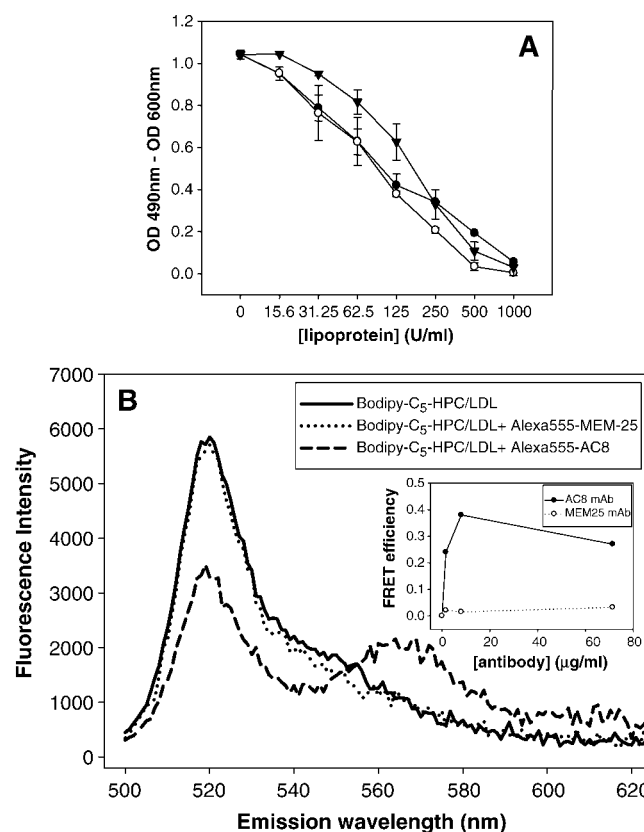 A
OD 490nm - OD 600nm
1.2
1.0
0.8
0.6
0.4
0.2
0.0
0 15.6 31.25 62.5 125 250 500 1000
[lipoprotein] (U/ml)
B
Fluorescence Intensity
7000
6000
5000
4000
3000
2000
1000
0
Bodipy-C5-HPC/LDL
Bodipy-C5-HPC/LDL+ Alexa555-MEM-25
Bodipy-C5-HPC/LDL+ Alexa555-AC8
FRET efficiency
0.5
0.4
0.3
0.2
0.1
0.0
AC8 mAb
MEM25 mAb
0 20 40 60 80
[antibody] (μg/ml)
500 520 540 560 580 600 620
Emission wavelength (nm)